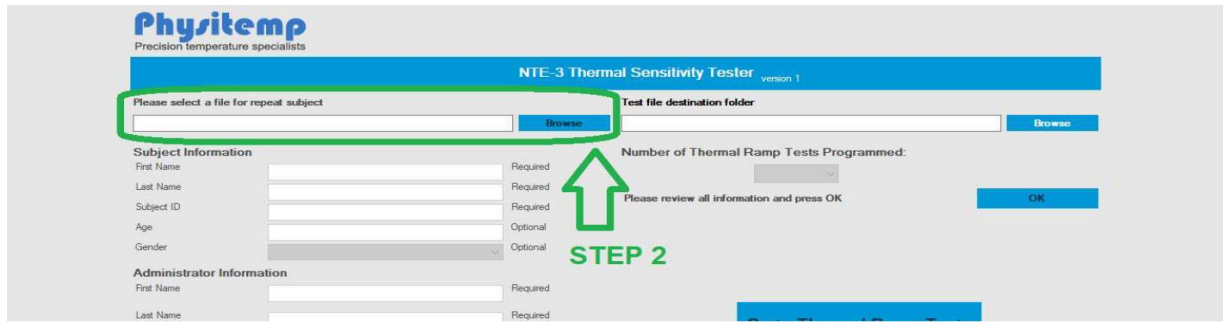 Physitemp
Precision temperature specialists
NTE-3 Thermal Sensitivity Tester version 1
Please select a file for repeat subject
Browse
Test file destination folder
Browse
Subject Information
First Name Required
Last Name Required
Subject ID Required
Age Optional
Gender Optional
Number of Thermal Ramp Tests Programmed:
Please review all information and press OK
OK
STEP 2
Administrator Information
First Name Required
Last Name Required